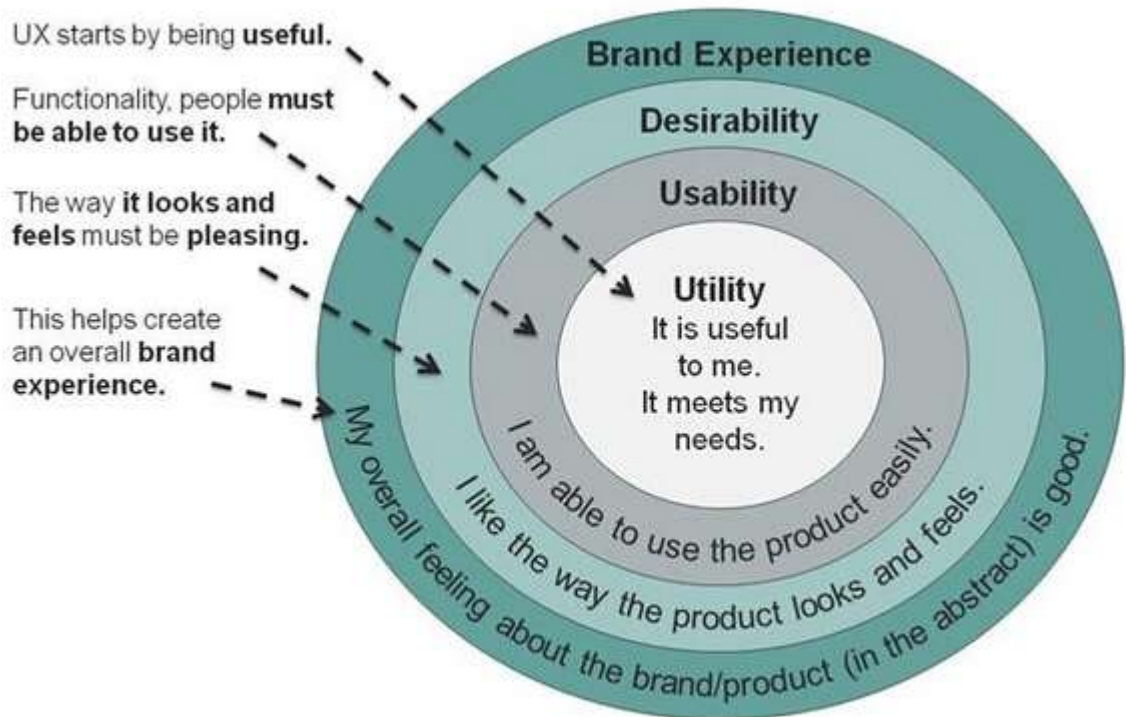 UX starts by being useful.
Functionality, people must
be able to use it.
The way it looks and
feels must be pleasing.
This helps create
an overall brand
experience.
Brand Experience
Desirability
Usability
Utility
It is useful
to me.
It meets my
needs.
I am able to use the product easily.
I like the way the product looks and feels.
My overall feeling about the brand/product (in the abstract) is good.